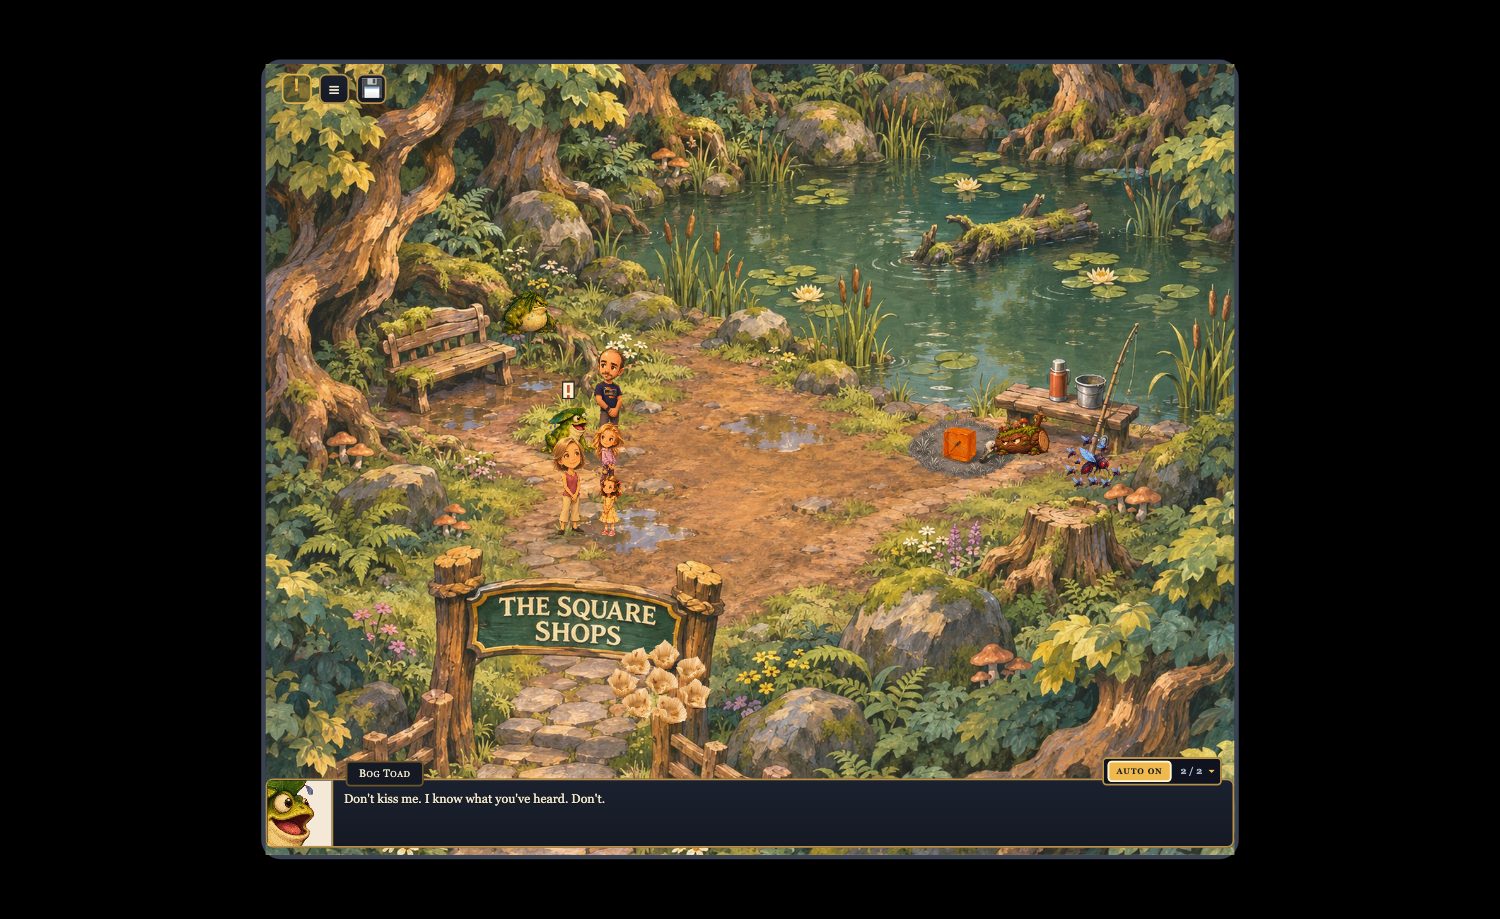 !
≡
A
THE SQUARE
SHOPS
Bog Toad
AUTO ON
2 / 2
Don't kiss me. I know what you've heard. Don't.